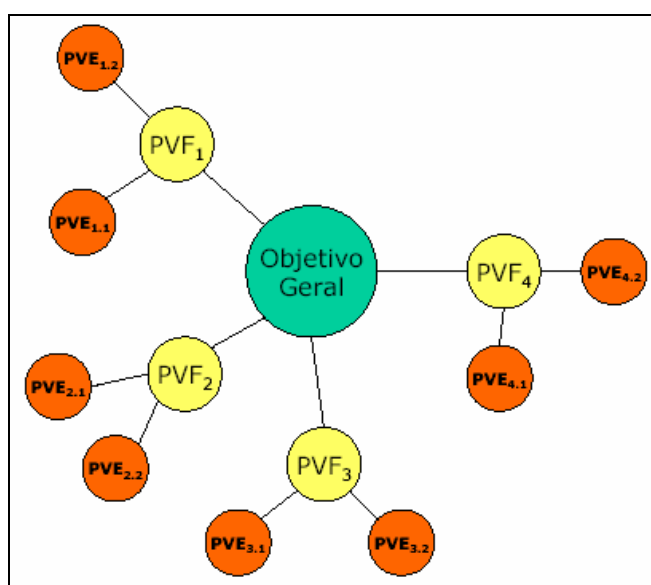 PVE1.2
PVF1
PVE1.1
Objetivo
Geral
PVF4
PVE4.2
PVE4.1
PVF2
PVE2.1
PVE2.2
PVF3
PVE3.1
PVE3.2